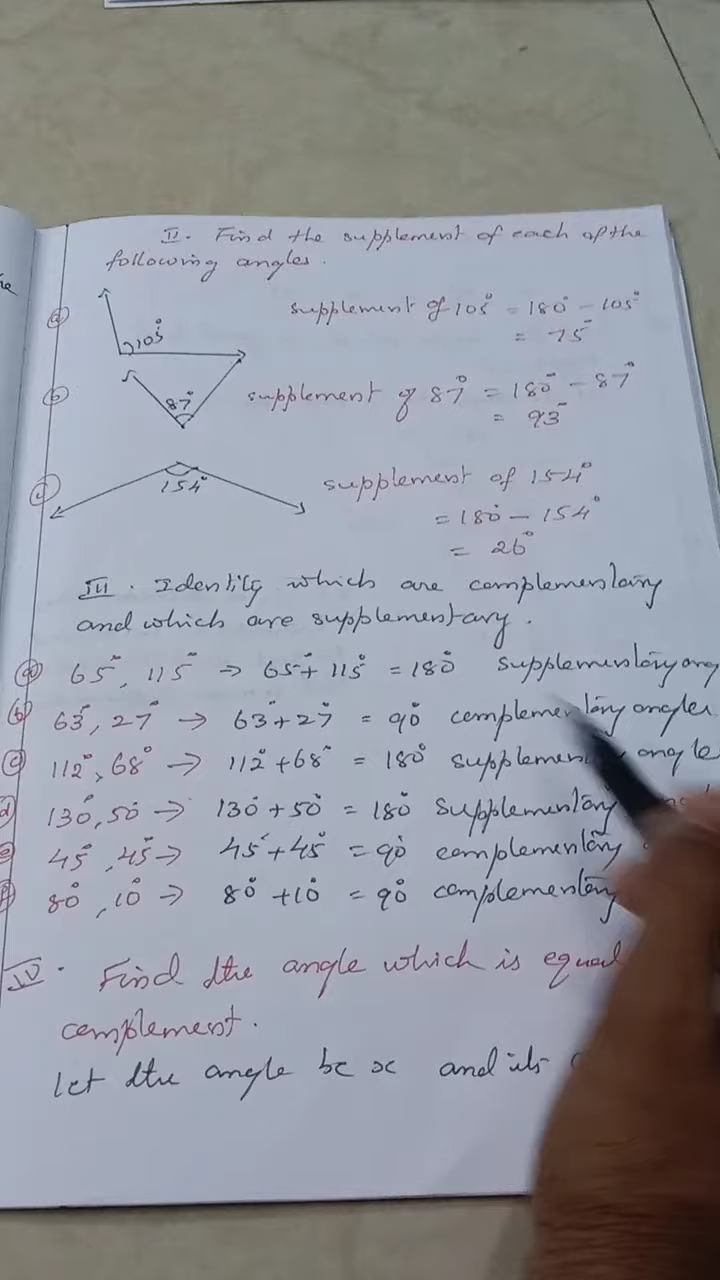 II. Find the supplement of each of the
following angles.
a 105° supplement of 105° = 180° - 105°
= 75°
b 87° supplement of 87° = 180° - 87°
= 93°
c 154° supplement of 154°
= 180° - 154°
= 26°
III. Identify which are complementary
and which are supplementary.
a 65°, 115° → 65° + 115° = 180° supplementary ang
b 63°, 27° → 63° + 27° = 90° complementary angles.
c 112°, 68° → 112° + 68° = 180° supplementary angle
d 130°, 50° → 130° + 50° = 180° supplementary
e 45°, 45° → 45° + 45° = 90° complementary
f 80°, 10° → 80° + 10° = 90° complementary
IV. Find the angle which is equal
complement.
Let the angle be x and its